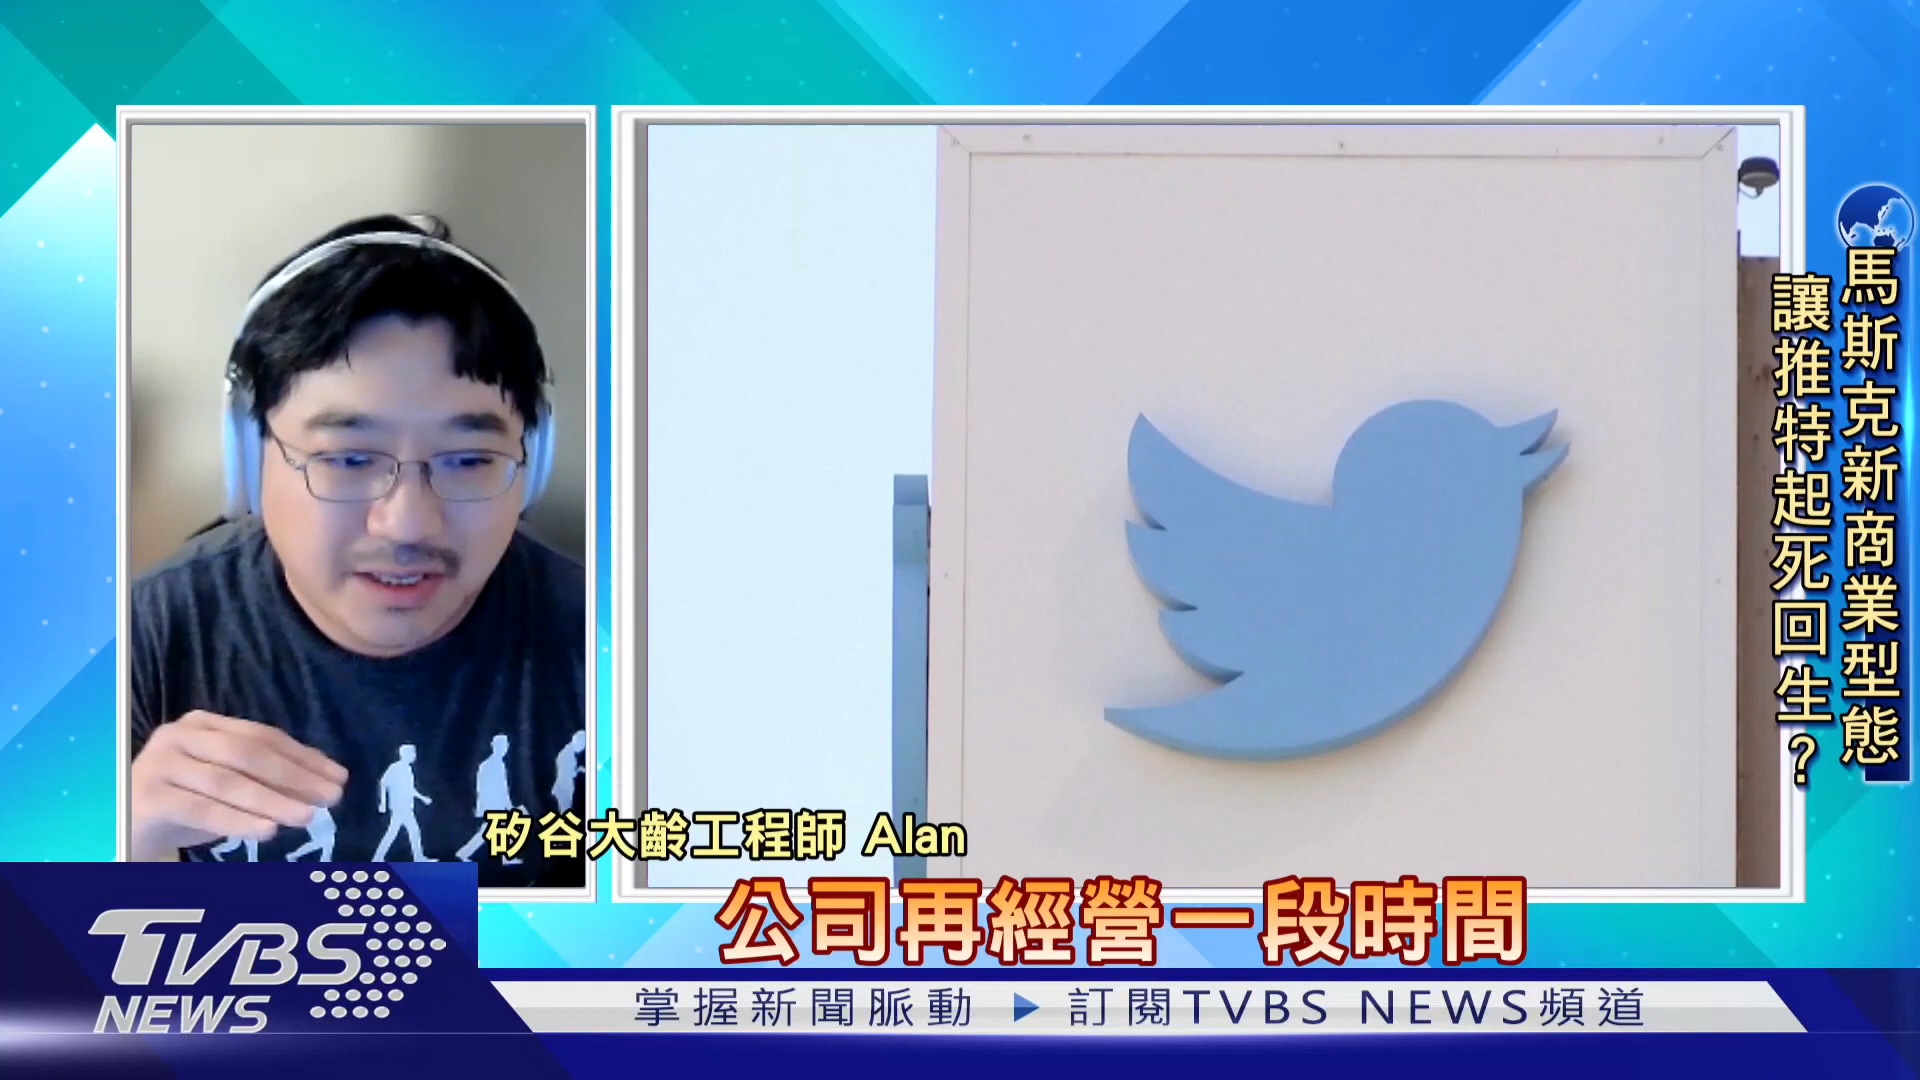 馬斯克新商業型態
讓推特起死回生？
矽谷大齡工程師 Alan
公司再經營一段時間
TVBS
NEWS
掌握新聞脈動 ▶ 訂閱TVBS NEWS頻道